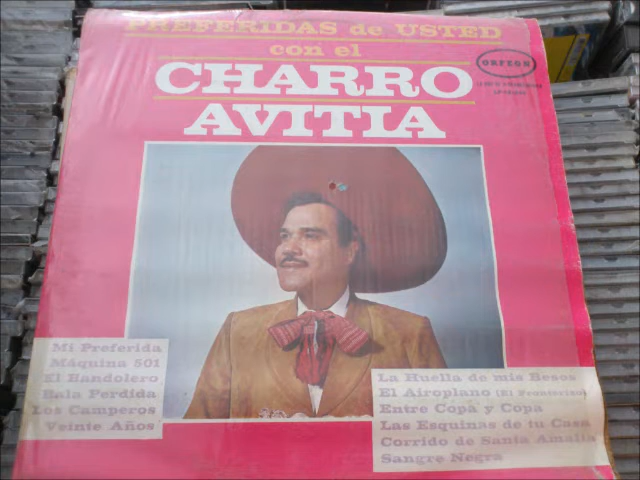 PREFERIDAS de USTED
con el
CHARRO
AVITIA
ORFEON
Mi Preferida
Máquina 501
El Bandolero
Bala Perdida
Los Camperos
Veinte Años
La Huella de mis Besos
El Airoplano (El Fronterizo)
Entre Copa y Copa
Las Esquinas de tu Casa
Corrido de Santa Amalia
Sangre Negra